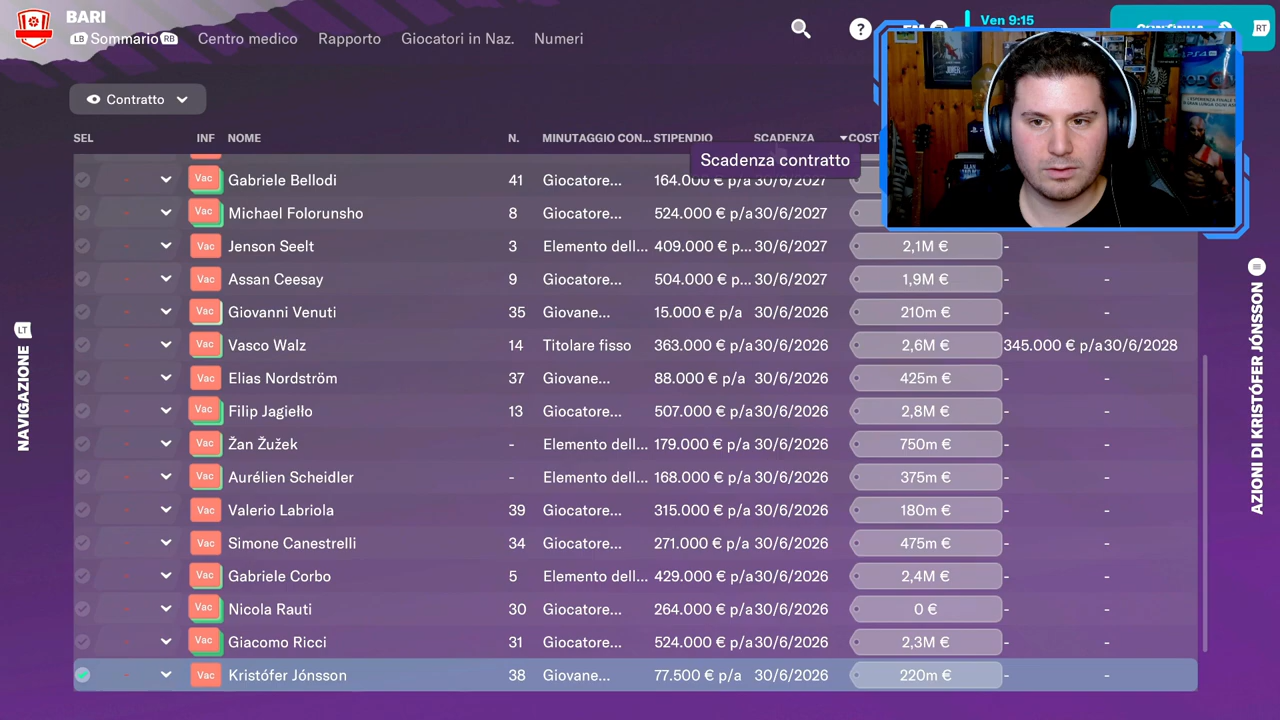 BARI
LB Sommario RB Centro medico Rapporto Giocatori in Naz. Numeri
? Ven 9:15 RT
Contratto
SEL INF NOME N. MINUTAGGIO CON... STIPENDIO SCADENZA
Scadenza contratto
Vac Gabriele Bellodi 41 Giocatore... 164.000 € p/a 30/6/2027
Vac Michael Folorunsho 8 Giocatore... 524.000 € p/a 30/6/2027
Vac Jenson Seelt 3 Elemento dell... 409.000 € p... 30/6/2027 2,1M € - -
Vac Assan Ceesay 9 Giocatore... 504.000 € p... 30/6/2027 1,9M € - -
Vac Giovanni Venuti 35 Giovane... 15.000 € p/a 30/6/2026 210m € - -
Vac Vasco Walz 14 Titolare fisso 363.000 € p/a 30/6/2026 2,6M € 345.000 € p/a 30/6/2028
Vac Elias Nordström 37 Giovane... 88.000 € p/a 30/6/2026 425m € - -
Vac Filip Jagiełło 13 Giocatore... 507.000 € p/a 30/6/2026 2,8M € - -
Vac Žan Žužek - Elemento dell... 179.000 € p/a 30/6/2026 750m € - -
Vac Aurélien Scheidler - Elemento dell... 168.000 € p/a 30/6/2026 375m € - -
Vac Valerio Labriola 39 Giocatore... 315.000 € p/a 30/6/2026 180m € - -
Vac Simone Canestrelli 34 Giocatore... 271.000 € p/a 30/6/2026 475m € - -
Vac Gabriele Corbo 5 Elemento dell... 429.000 € p/a 30/6/2026 2,4M € - -
Vac Nicola Rauti 30 Giocatore... 264.000 € p/a 30/6/2026 0 € - -
Vac Giacomo Ricci 31 Giocatore... 524.000 € p/a 30/6/2026 2,3M € - -
Vac Kristófer Jónsson 38 Giovane... 77.500 € p/a 30/6/2026 220m € - -
LT NAVIGAZIONE
AZIONI DI KRISTÓFER JÓNSSON